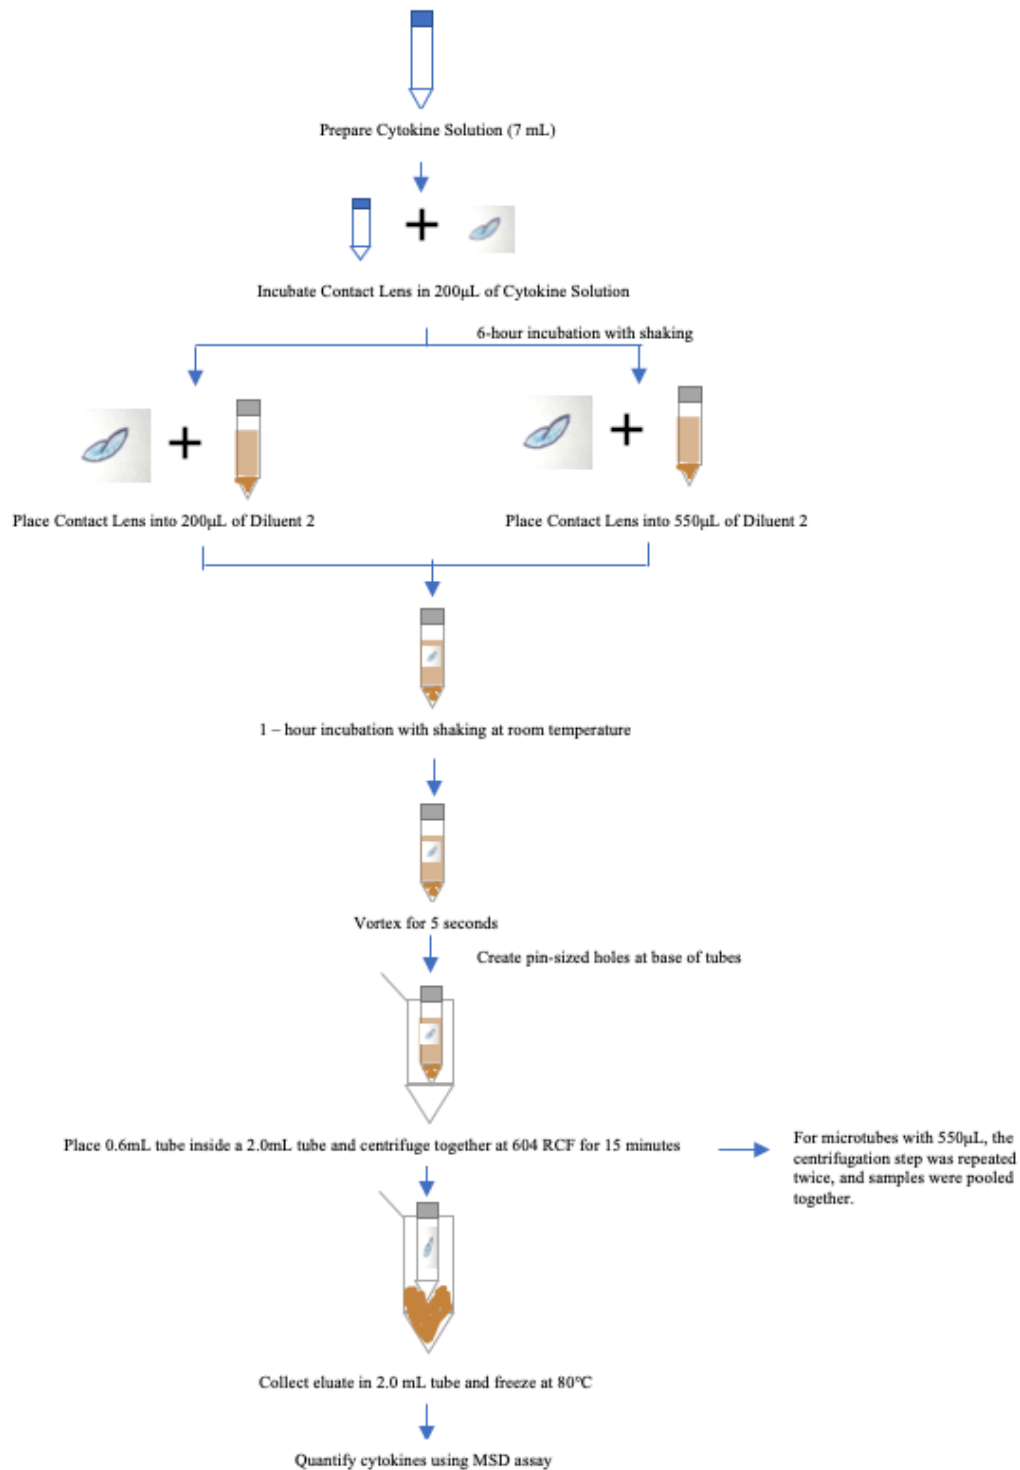 Prepare Cytokine Solution (7 mL)
Incubate Contact Lens in 200µL of Cytokine Solution
6-hour incubation with shaking
Place Contact Lens into 200µL of Diluent 2
Place Contact Lens into 550µL of Diluent 2
1 – hour incubation with shaking at room temperature
Vortex for 5 seconds
Create pin-sized holes at base of tubes
Place 0.6mL tube inside a 2.0mL tube and centrifuge together at 604 RCF for 15 minutes
For microtubes with 550µL, the
centrifugation step was repeated
twice, and samples were pooled
together.
Collect eluate in 2.0 mL tube and freeze at 80°C
Quantify cytokines using MSD assay